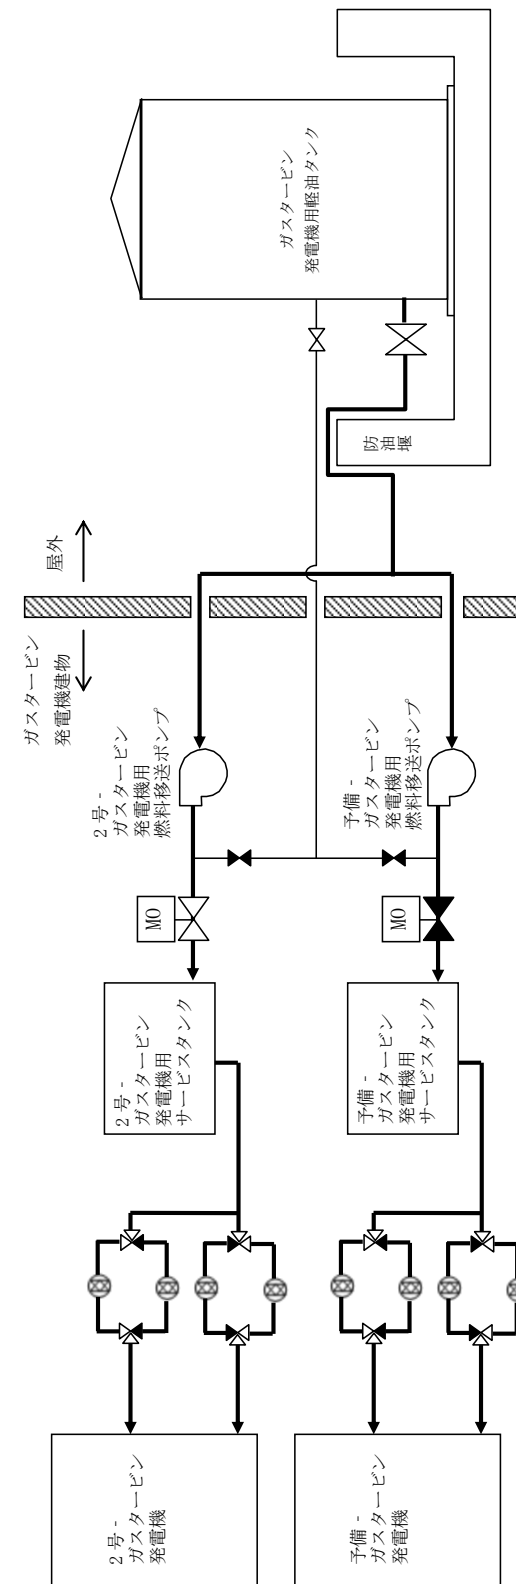 ガスタービン
発電機用軽油タンク
防油堰
屋外
ガスタービン
発電機建物
2号-
ガスタービン
発電機用
燃料移送ポンプ
予備-
ガスタービン
発電機用
燃料移送ポンプ
MO
MO
2号-
ガスタービン
発電機用
サービスタンク
予備-
ガスタービン
発電機用
サービスタンク
2号-
ガスタービン
発電機
予備-
ガスタービン
発電機